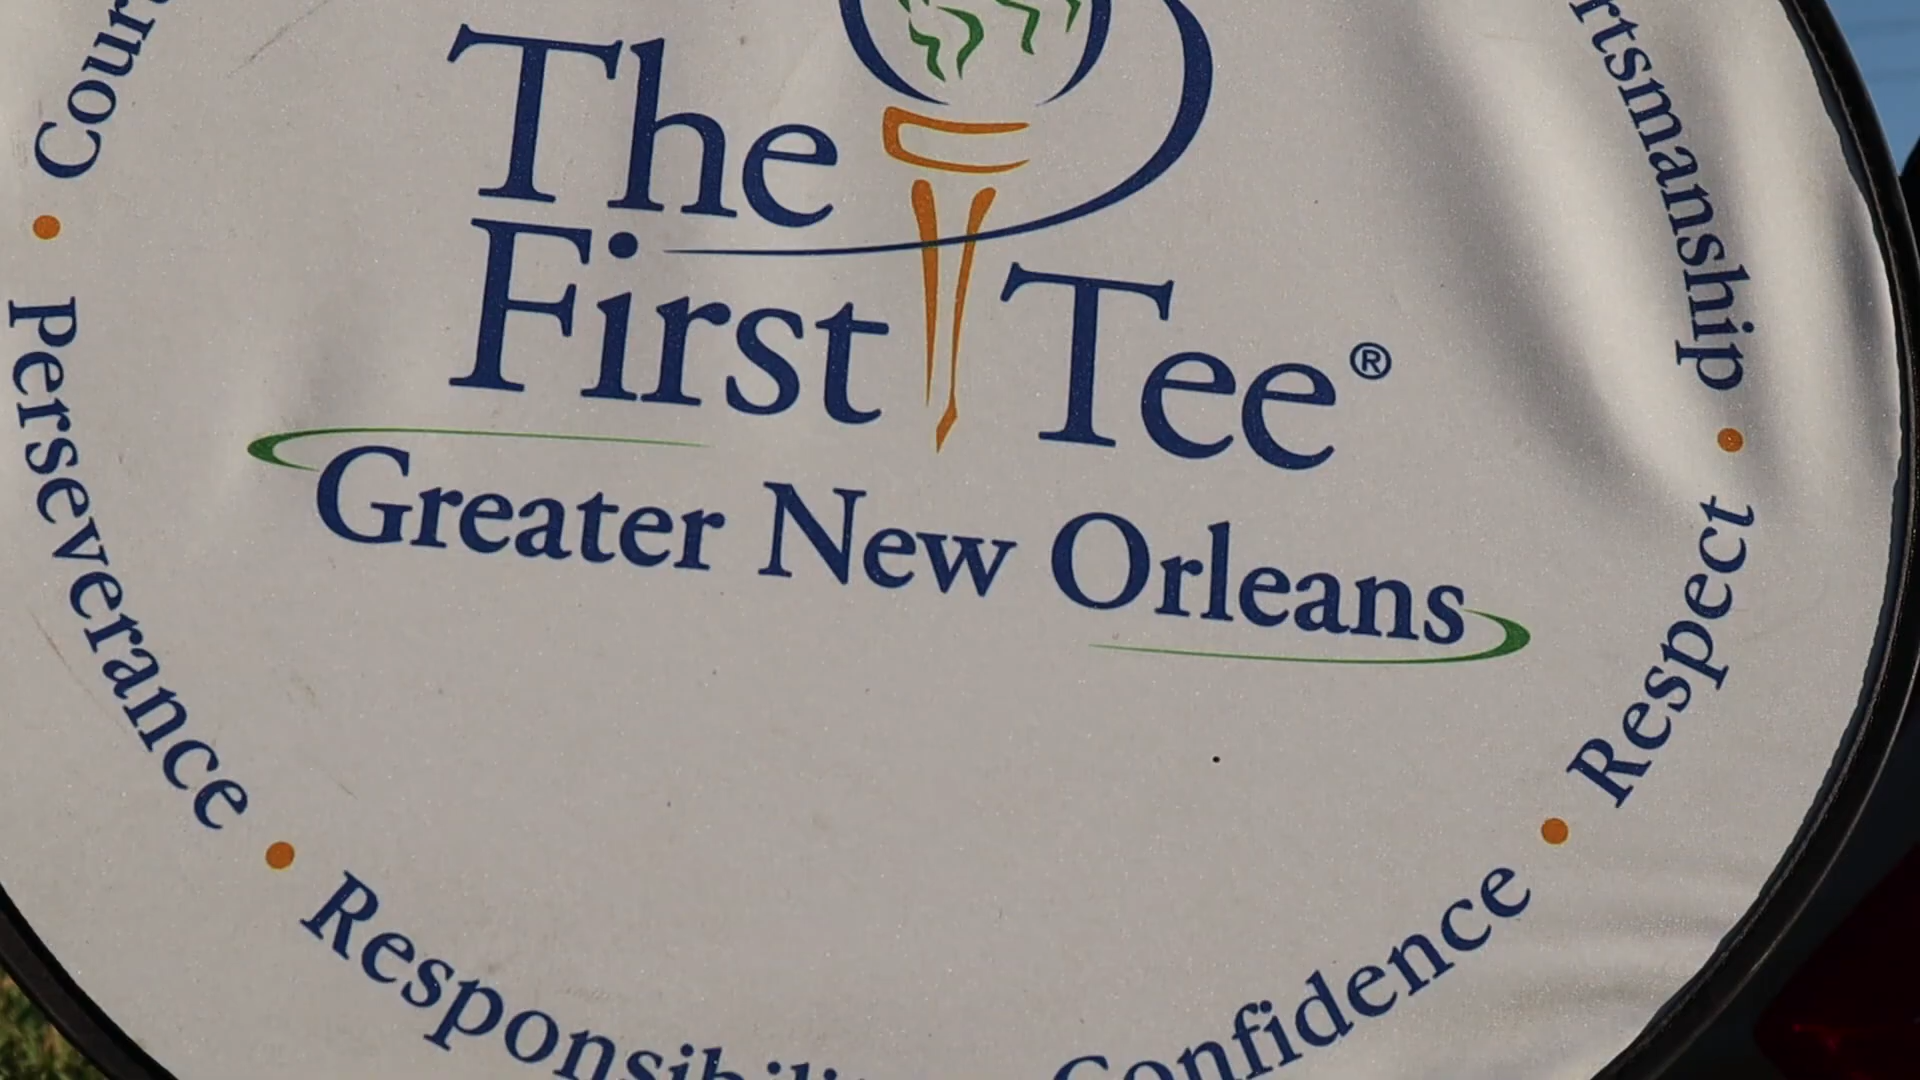 The
First Tee®
Greater New Orleans
Cour
Perseverance
Responsibili
Confidence
Respect
rtsmanship